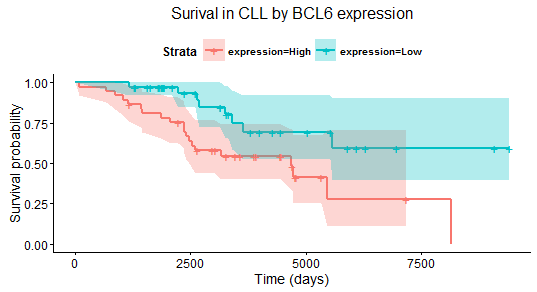 Surival in CLL by BCL6 expression
Strata expression=High expression=Low
Survival probability
1.00
0.75
0.50
0.25
0.00
0 2500 5000 7500
Time (days)